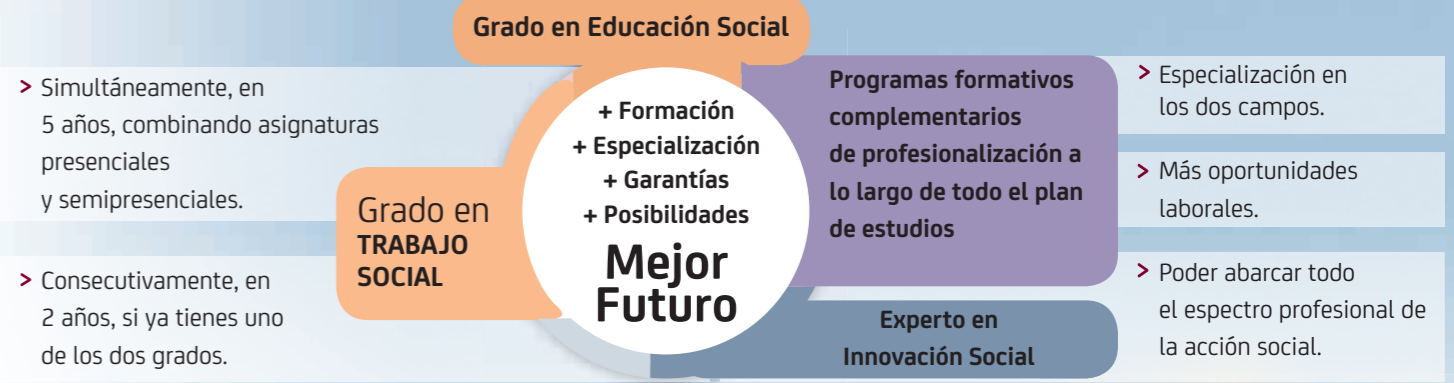 Grado en Educación Social
> Simultáneamente, en
5 años, combinando asignaturas
presenciales
y semipresenciales.
> Consecutivamente, en
2 años, si ya tienes uno
de los dos grados.
Grado en
TRABAJO
SOCIAL
+ Formación
+ Especialización
+ Garantías
+ Posibilidades
Mejor
Futuro
Programas formativos
complementarios
de profesionalización a
lo largo de todo el plan
de estudios
Experto en
Innovación Social
> Especialización en
los dos campos.
> Más oportunidades
laborales.
> Poder abarcar todo
el espectro profesional de
la acción social.